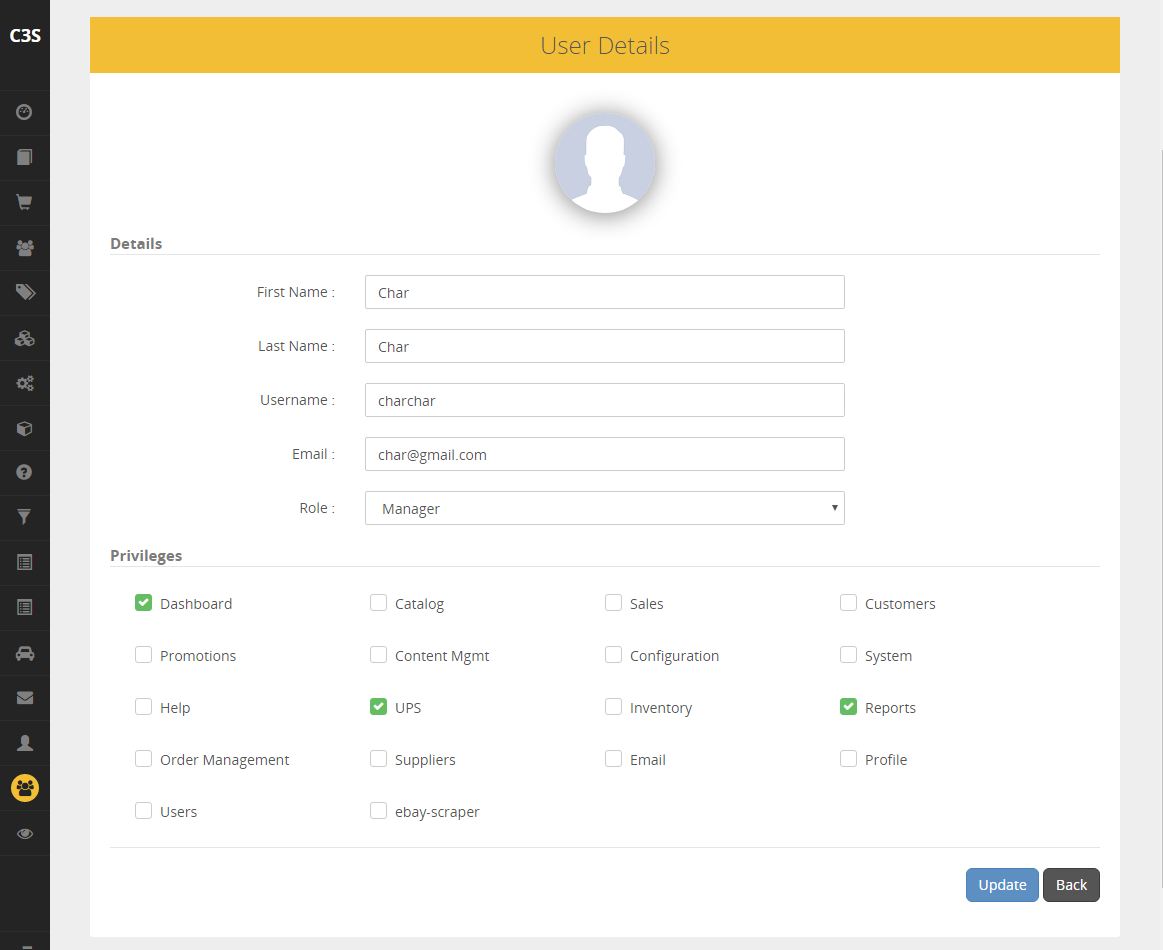 C3S
User Details
Details
First Name : Char
Last Name : Char
Username : charchar
Email : char@gmail.com
Role : Manager
Privileges
Dashboard Catalog Sales Customers
Promotions Content Mgmt Configuration System
Help UPS Inventory Reports
Order Management Suppliers Email Profile
Users ebay-scraper
Update Back